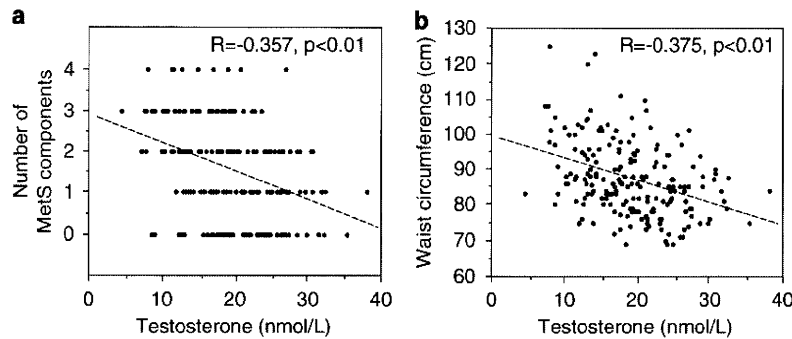 a
R=-0.357, p<0.01
Number of
MetS components
4
3
2
1
0
0 10 20 30 40
Testosterone (nmol/L)
b
R=-0.375, p<0.01
Waist circumference (cm)
130
120
110
100
90
80
70
60
0 10 20 30 40
Testosterone (nmol/L)